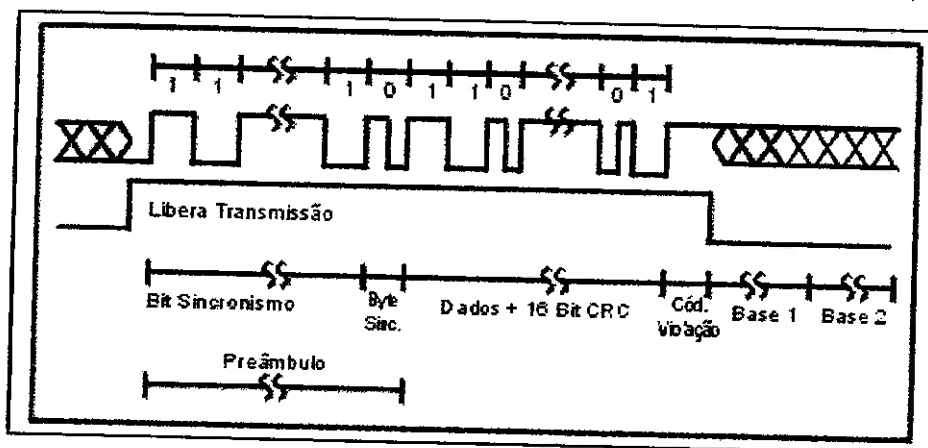 1 1 1 0 1 1 0 0 1
Libera Transmissão
Bit Sincronismo
Byte
Sinc.
Dados + 16 Bit CRC
Cód.
Violação
Base 1
Base 2
Preâmbulo